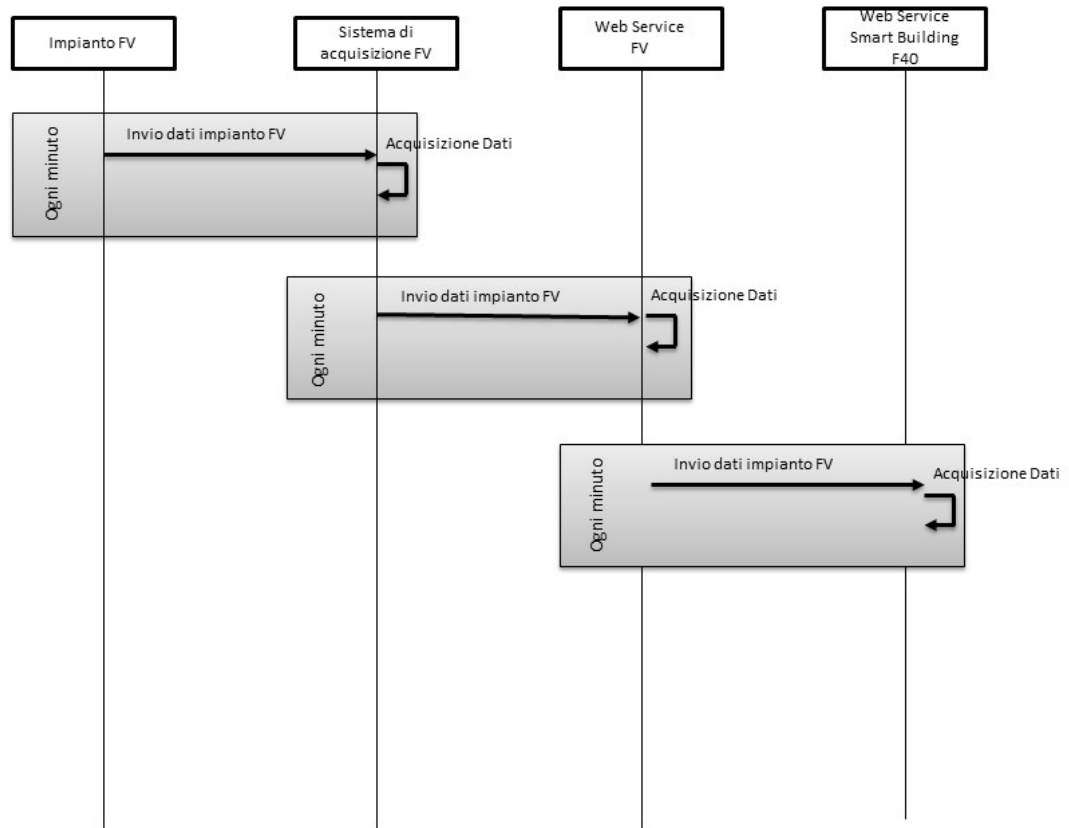 Impianto FV
Sistema di
acquisizione FV
Web Service
FV
Web Service
Smart Building
F40
Ogni minuto
Invio dati impianto FV
Acquisizione Dati
Ogni minuto
Invio dati impianto FV
Acquisizione Dati
Ogni minuto
Invio dati impianto FV
Acquisizione Dati